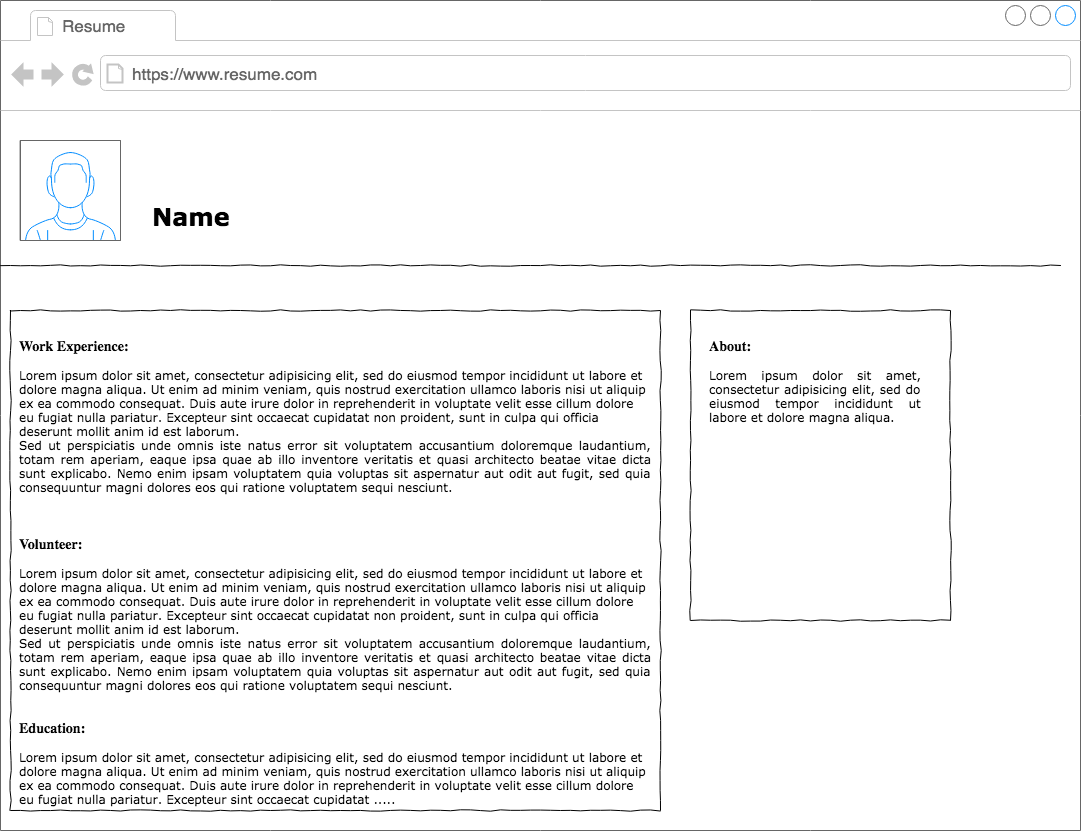 Resume
https://www.resume.com
Name
Work Experience:
Lorem ipsum dolor sit amet, consectetur adipisicing elit, sed do eiusmod tempor incididunt ut labore et
dolore magna aliqua. Ut enim ad minim veniam, quis nostrud exercitation ullamco laboris nisi ut aliquip
ex ea commodo consequat. Duis aute irure dolor in reprehenderit in voluptate velit esse cillum dolore
eu fugiat nulla pariatur. Excepteur sint occaecat cupidatat non proident, sunt in culpa qui officia
deserunt mollit anim id est laborum.
Sed ut perspiciatis unde omnis iste natus error sit voluptatem accusantium doloremque laudantium,
totam rem aperiam, eaque ipsa quae ab illo inventore veritatis et quasi architecto beatae vitae dicta
sunt explicabo. Nemo enim ipsam voluptatem quia voluptas sit aspernatur aut odit aut fugit, sed quia
consequuntur magni dolores eos qui ratione voluptatem sequi nesciunt.
Volunteer:
Lorem ipsum dolor sit amet, consectetur adipisicing elit, sed do eiusmod tempor incididunt ut labore et
dolore magna aliqua. Ut enim ad minim veniam, quis nostrud exercitation ullamco laboris nisi ut aliquip
ex ea commodo consequat. Duis aute irure dolor in reprehenderit in voluptate velit esse cillum dolore
eu fugiat nulla pariatur. Excepteur sint occaecat cupidatat non proident, sunt in culpa qui officia
deserunt mollit anim id est laborum.
Sed ut perspiciatis unde omnis iste natus error sit voluptatem accusantium doloremque laudantium,
totam rem aperiam, eaque ipsa quae ab illo inventore veritatis et quasi architecto beatae vitae dicta
sunt explicabo. Nemo enim ipsam voluptatem quia voluptas sit aspernatur aut odit aut fugit, sed quia
consequuntur magni dolores eos qui ratione voluptatem sequi nesciunt.
Education:
Lorem ipsum dolor sit amet, consectetur adipisicing elit, sed do eiusmod tempor incididunt ut labore et
dolore magna aliqua. Ut enim ad minim veniam, quis nostrud exercitation ullamco laboris nisi ut aliquip
ex ea commodo consequat. Duis aute irure dolor in reprehenderit in voluptate velit esse cillum dolore
eu fugiat nulla pariatur. Excepteur sint occaecat cupidatat .....
About:
Lorem ipsum dolor sit amet,
consectetur adipisicing elit, sed do
eiusmod tempor incididunt ut
labore et dolore magna aliqua.